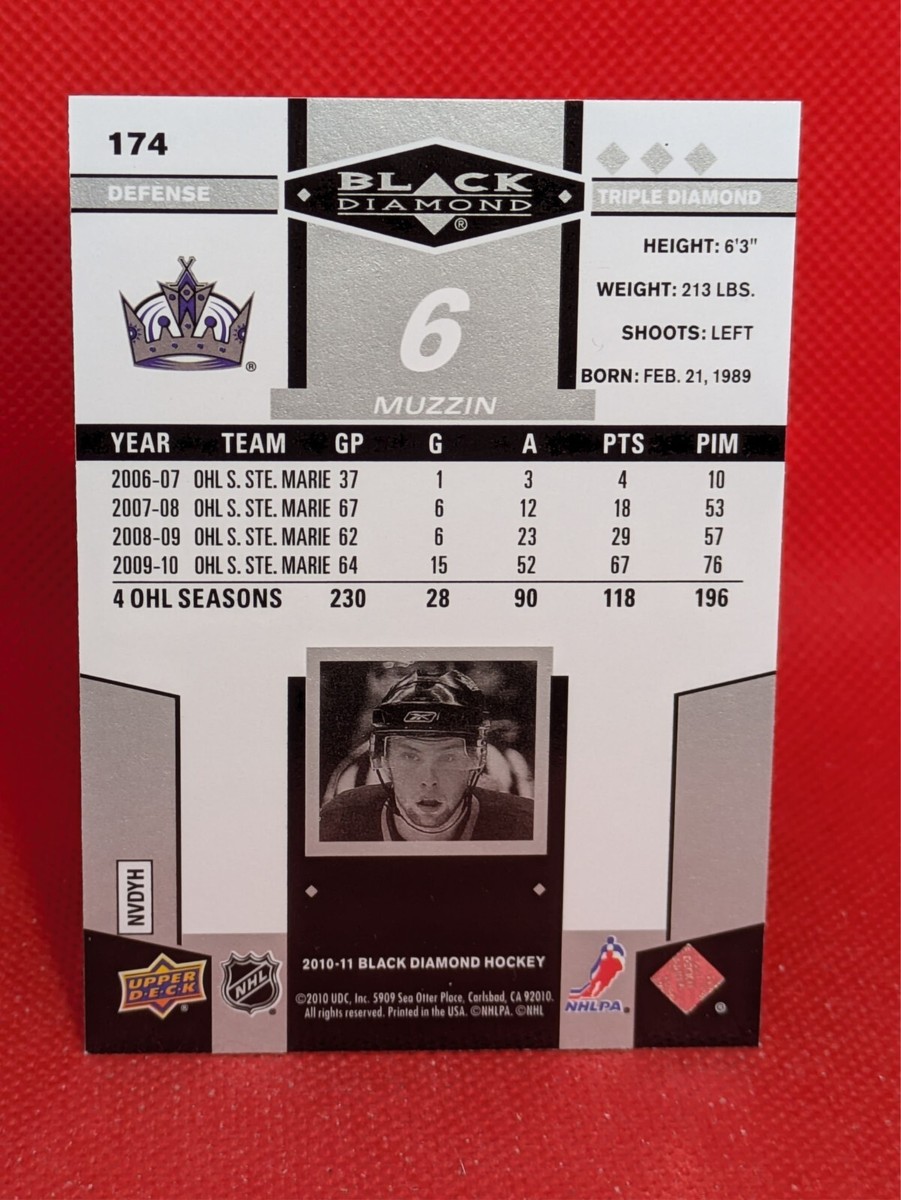 174
DEFENSE
BLACK
DIAMOND
®
TRIPLE DIAMOND
HEIGHT: 6'3"
WEIGHT: 213 LBS.
SHOOTS: LEFT
BORN: FEB. 21, 1989
®
6
MUZZIN
YEAR TEAM GP G A PTS PIM
2006-07 OHL S. STE. MARIE 37 1 3 4 10
2007-08 OHL S. STE. MARIE 67 6 12 18 53
2008-09 OHL S. STE. MARIE 62 6 23 29 57
2009-10 OHL S. STE. MARIE 64 15 52 67 76
4 OHL SEASONS 230 28 90 118 196
NVDYH
UPPER
D·E·C·K
®
NHL
®
2010-11 BLACK DIAMOND HOCKEY
©2010 UDC, Inc. 5909 Sea Otter Place, Carlsbad, CA 92010.
All rights reserved. Printed in the USA. ©NHLPA. ©NHL
NHLPA®
®